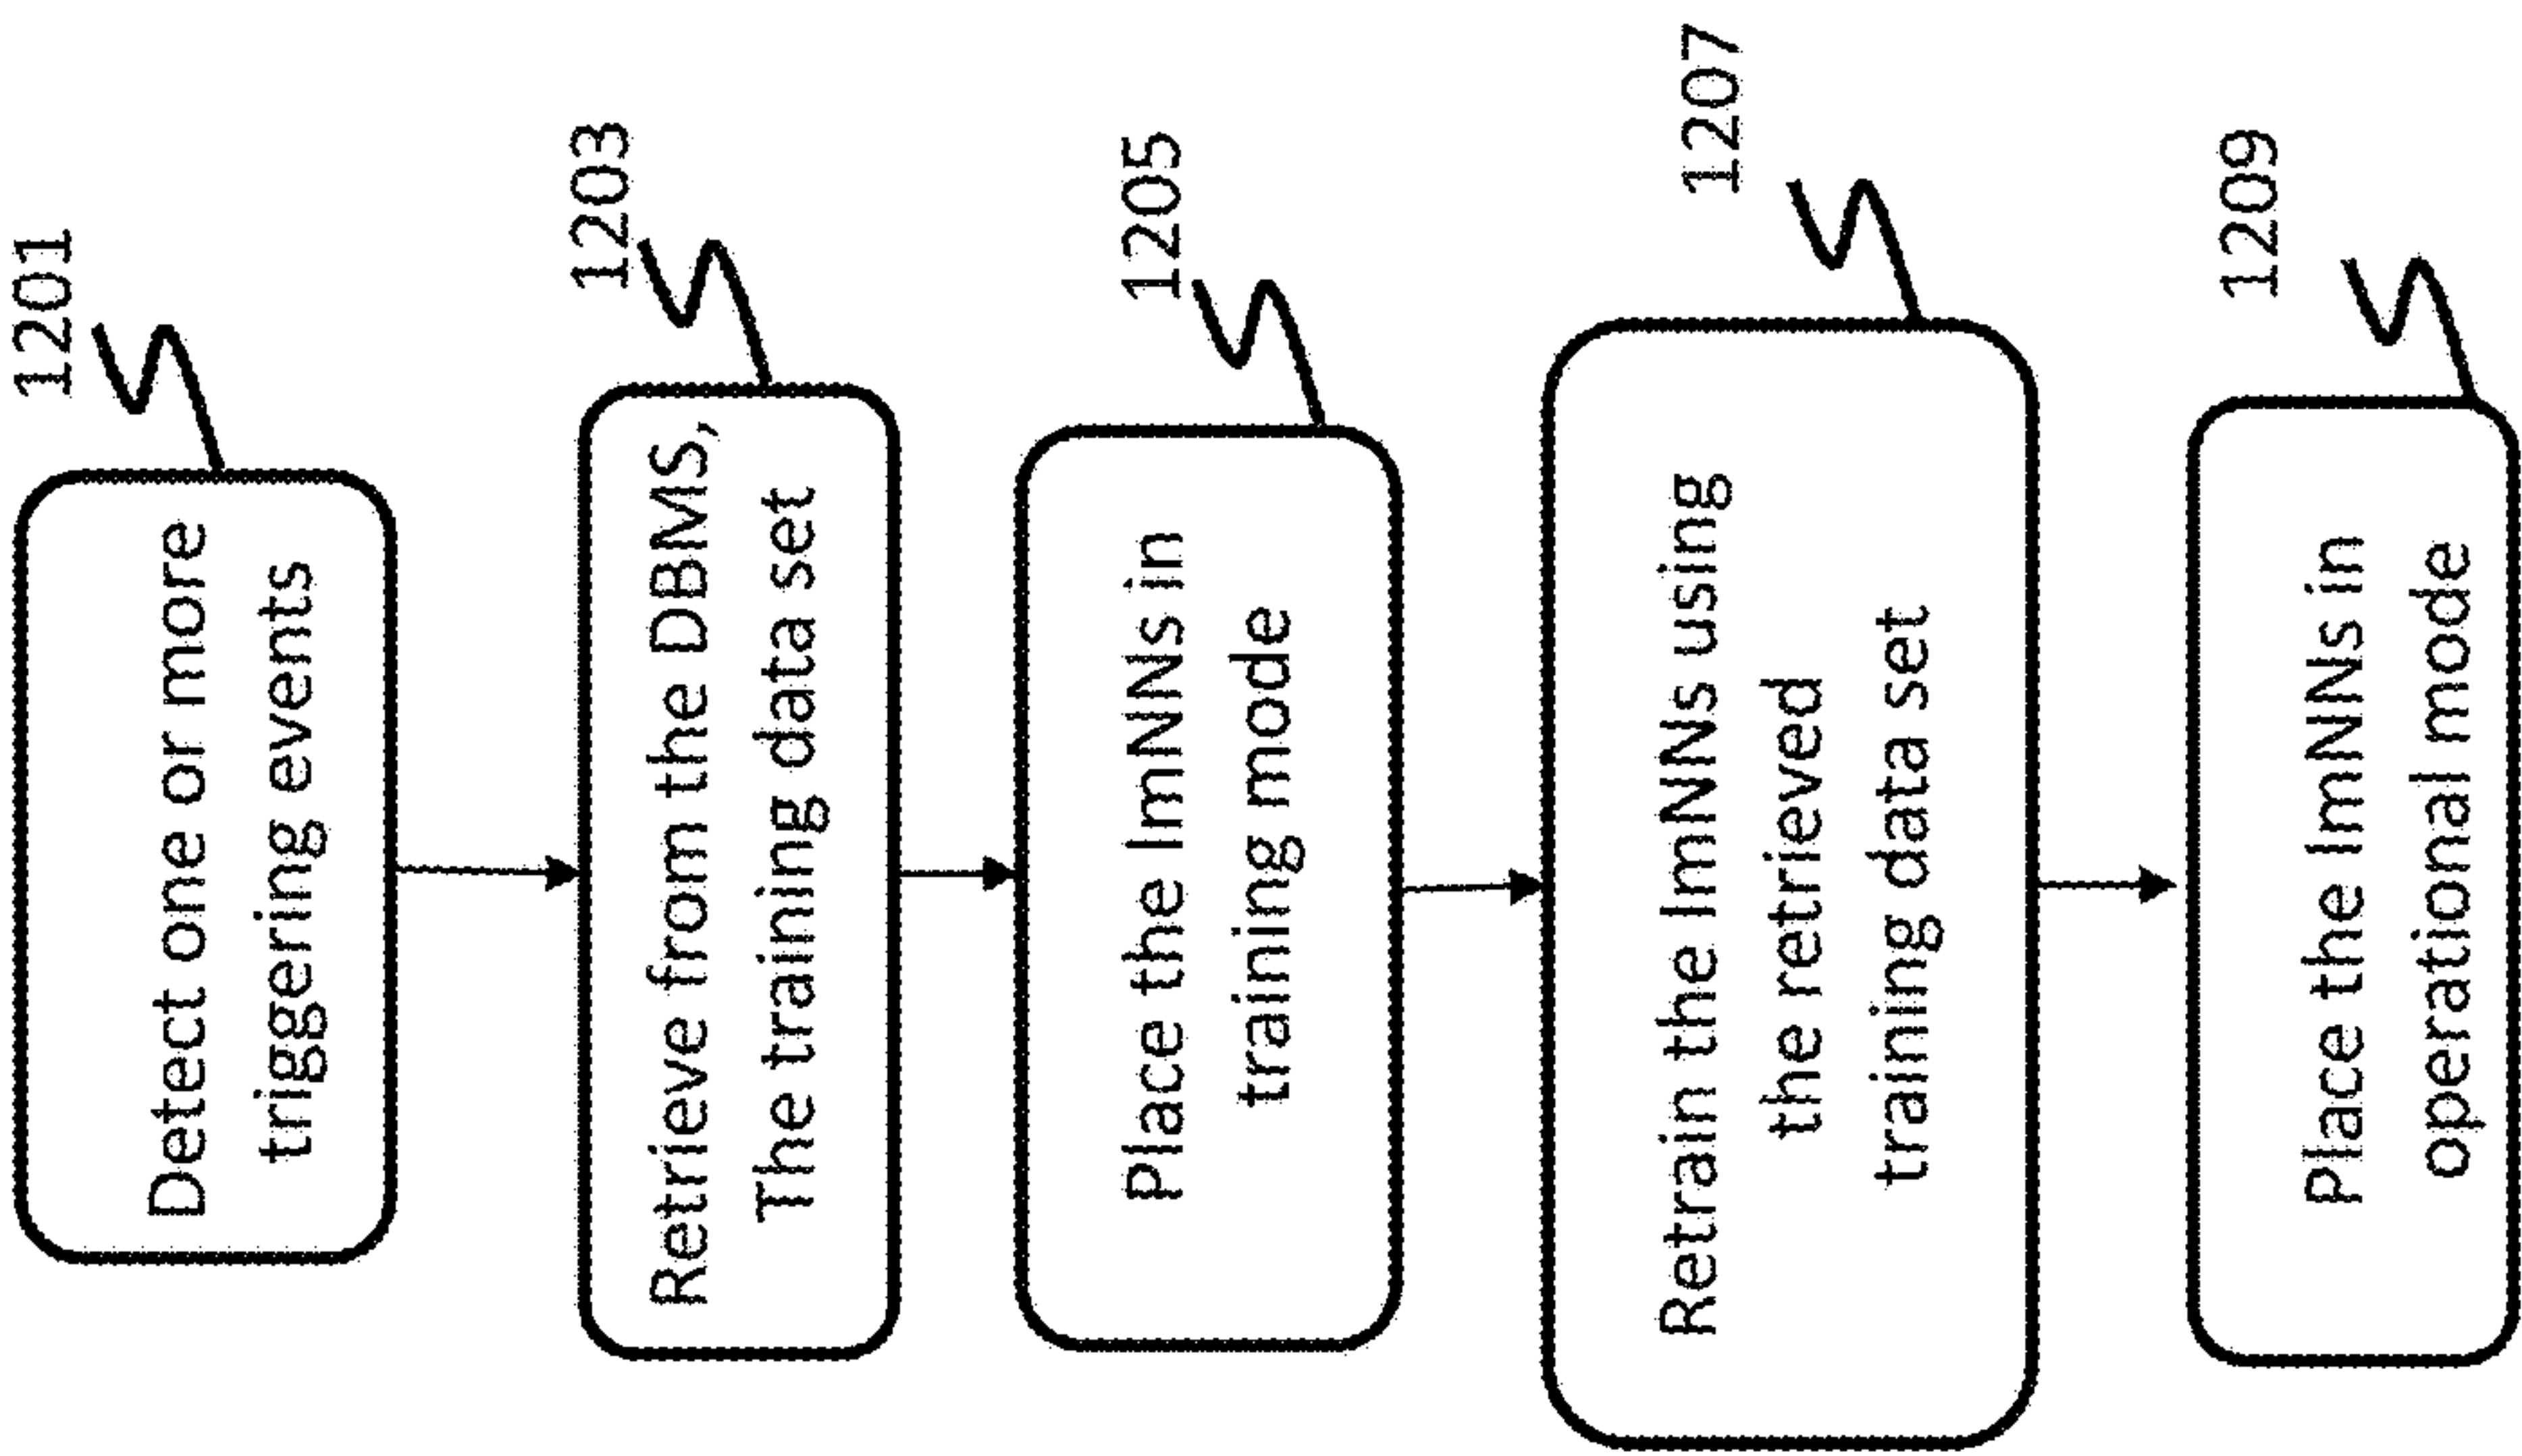 1201
Detect one or more
triggering events
1203
Retrieve from the DBMS,
The training data set
1205
Place the ImNNs in
training mode
1207
Retrain the ImNNs using
the retrieved
training data set
1209
Place the ImNNs in
operational mode